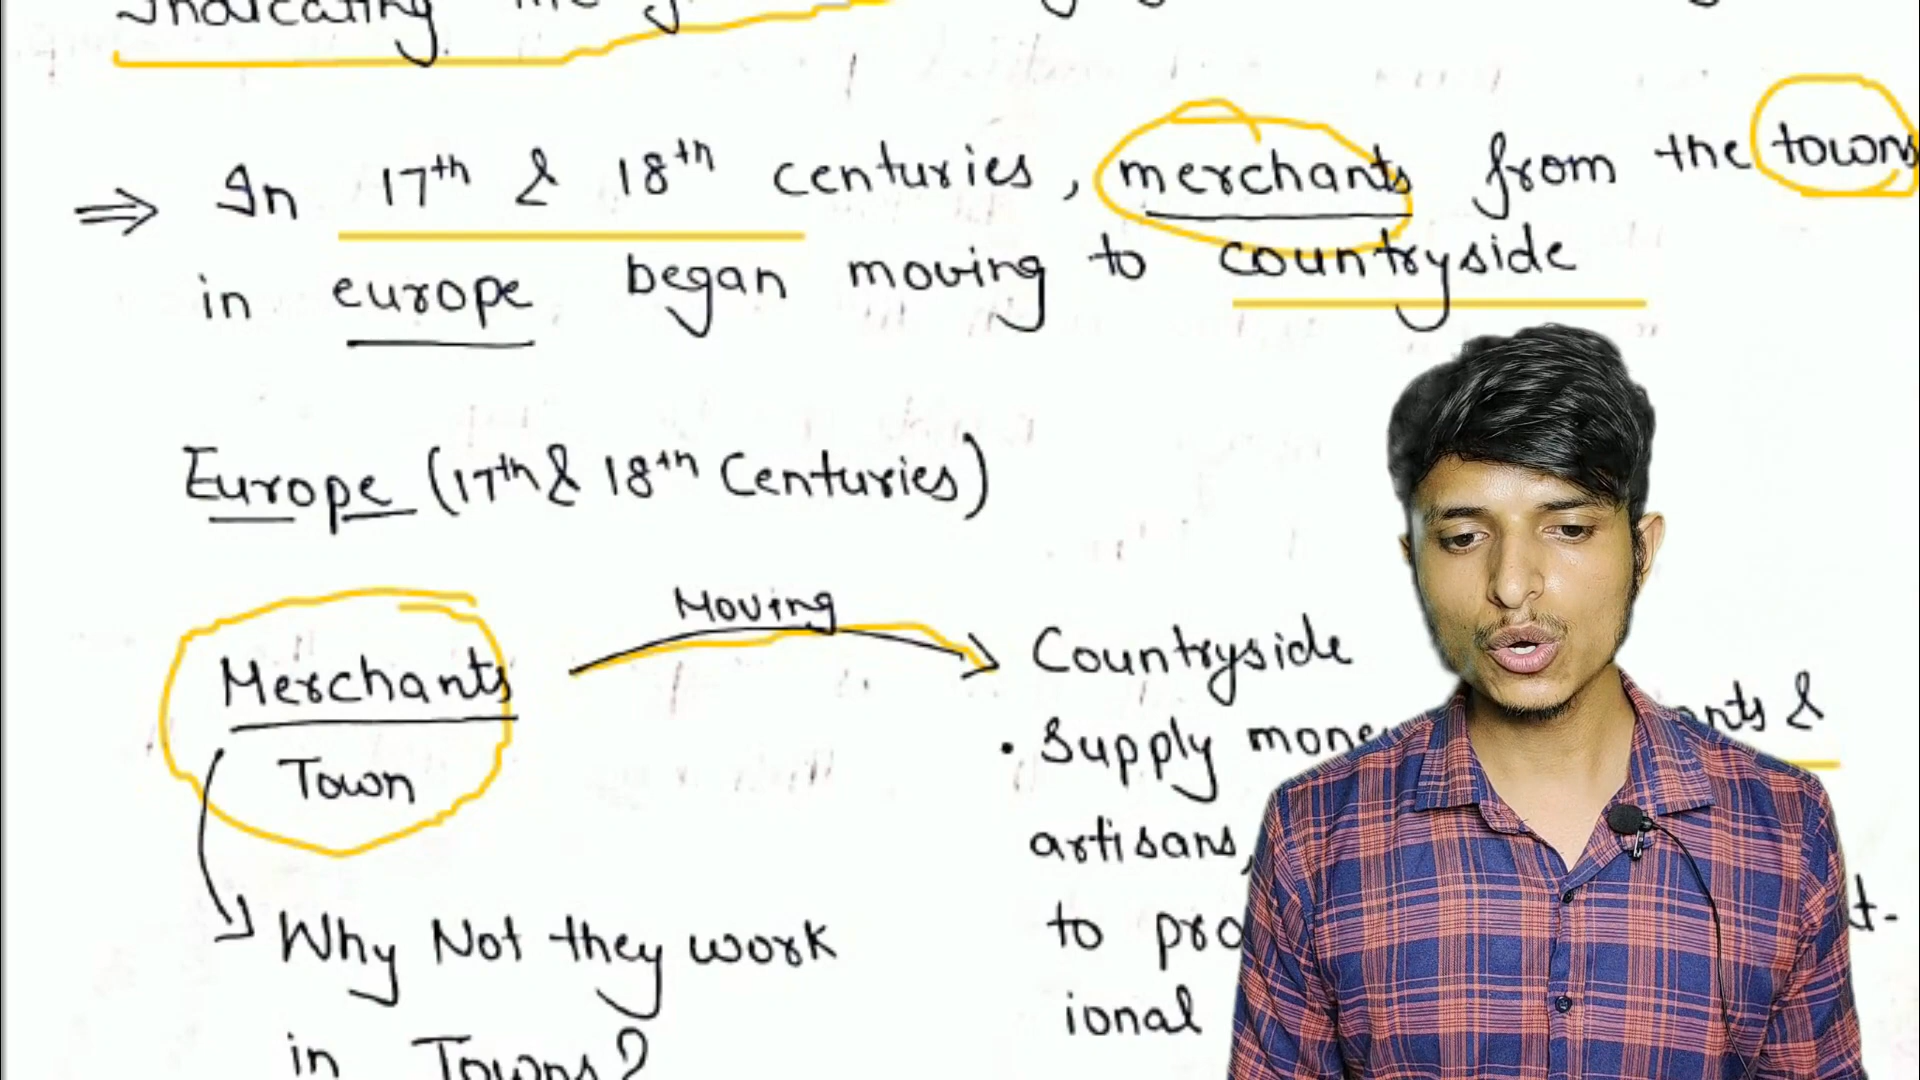 Indicating the
⇒ In 17th & 18th centuries, merchants from the towns
in europe began moving to countryside
Europe (17th & 18th Centuries)
Moving
Merchants
Town
Countryside
• Supply mone
nts &
artisans,
to pro t-
ional
Why Not they work
in Towns?